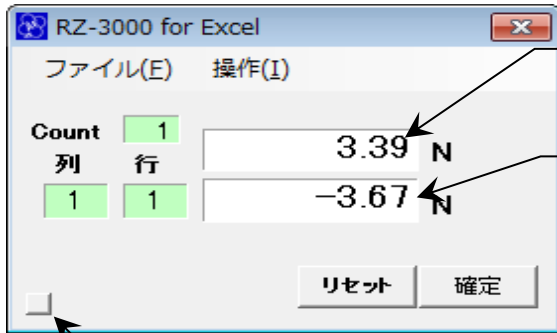 RZ-3000 for Excel
ファイル(F) 操作(I)
Count 1
列 行
1 1
3.39 N
−3.67 N
リセット 確定